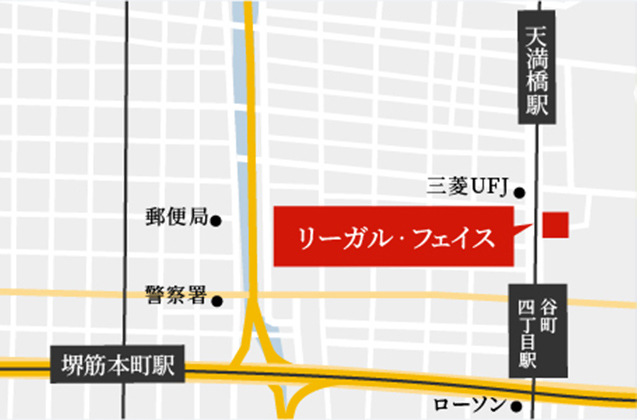 天満橋駅
三菱UFJ
郵便局
リーガル・フェイス
警察署
谷町
四丁目駅
堺筋本町駅
ローソン